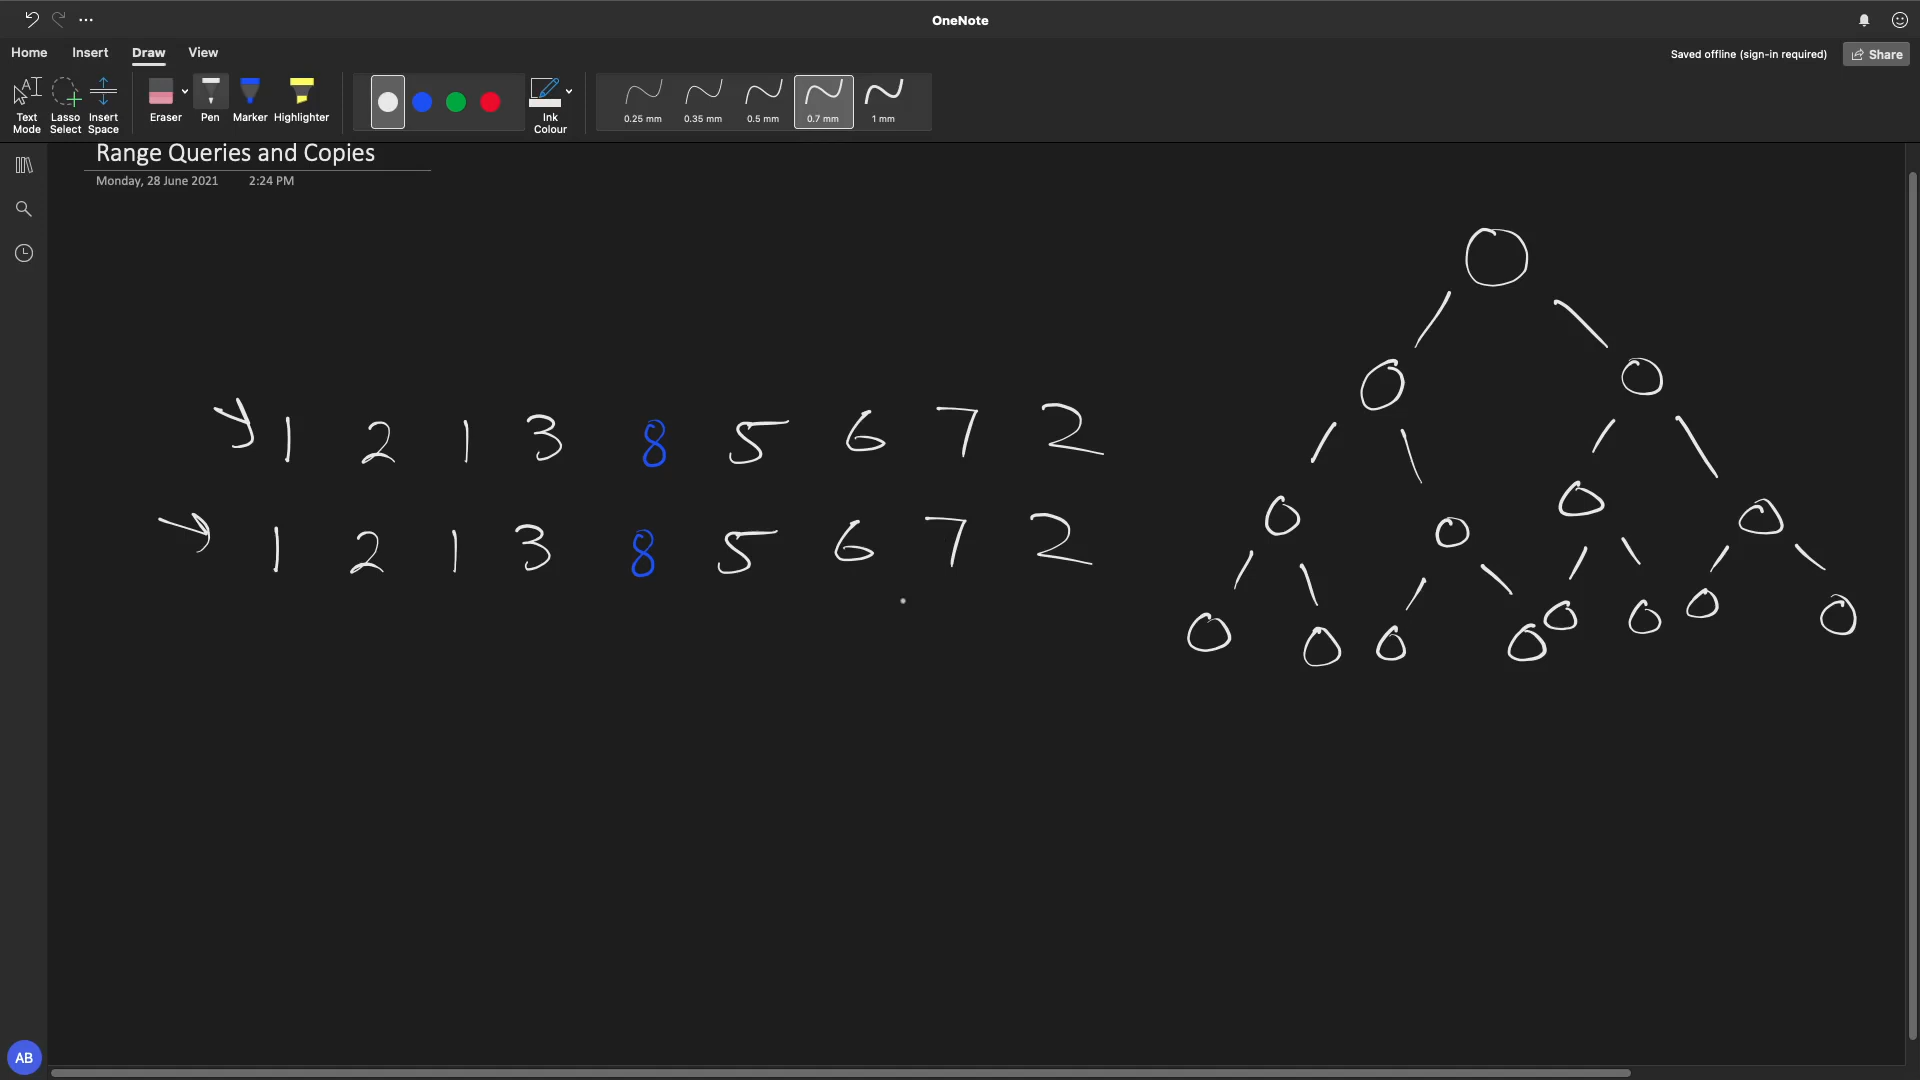 OneNote
Home Insert Draw View
Saved offline (sign-in required) Share
Text Mode Lasso Select Insert Space Eraser Pen Marker Highlighter Ink Colour 0.25 mm 0.35 mm 0.5 mm 0.7 mm 1 mm
Range Queries and Copies
Monday, 28 June 2021 2:24 PM
1 2 1 3 8 5 6 7 2
1 2 1 3 8 5 6 7 2
AB